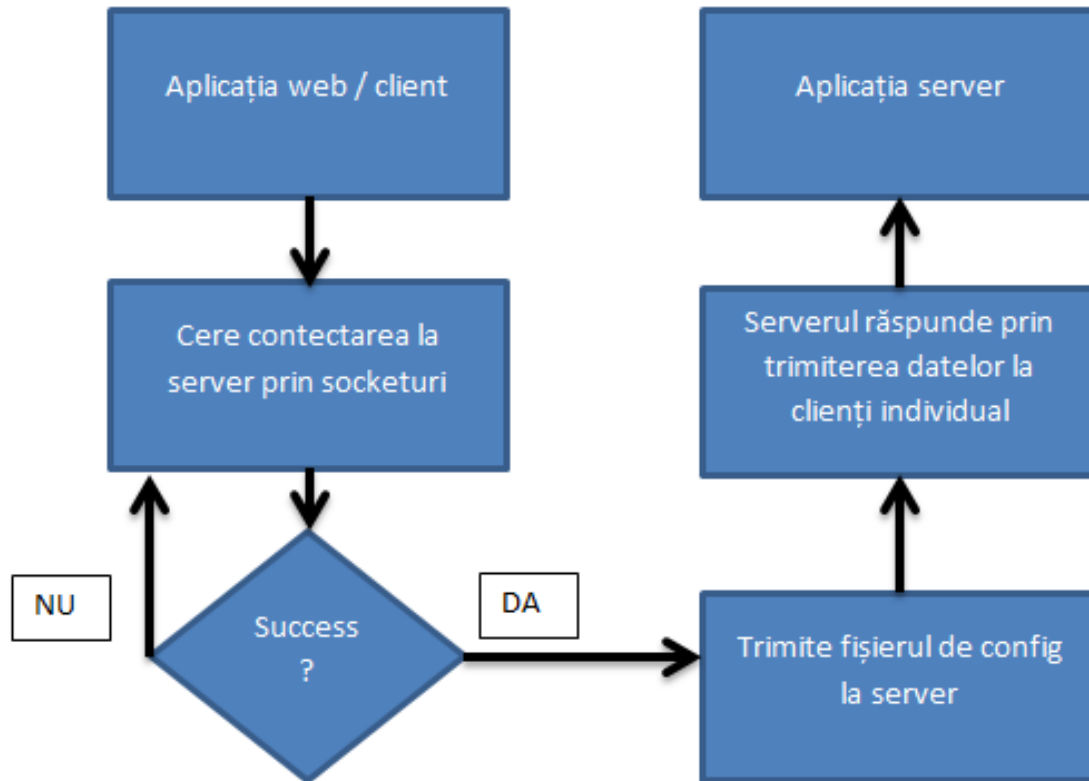 Aplicația web / client
Cere contectarea la
server prin socketuri
NU
Success
?
DA
Trimite fișierul de config
la server
Serverul răspunde prin
trimiterea datelor la
clienți individual
Aplicația server